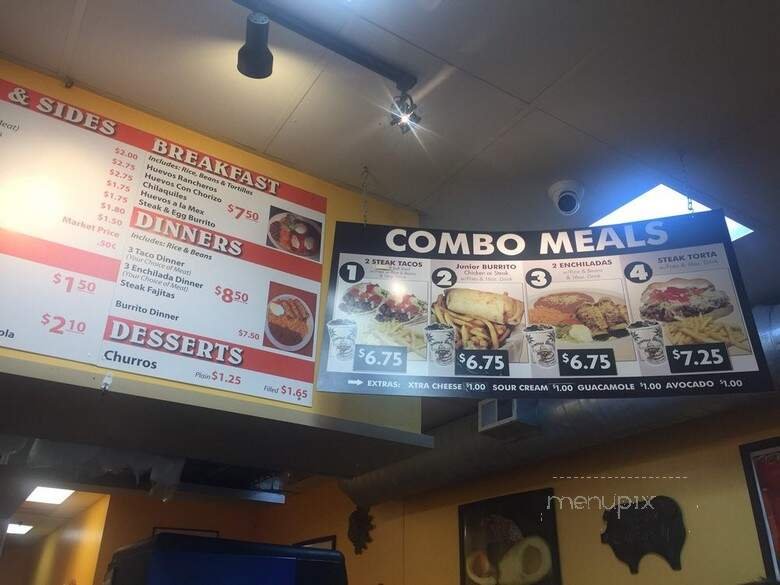 & SIDES
$2.00
$2.75
$2.75
$1.75
$1.75
$1.80
$1.50
Market Price
.50¢
$1.50
$2.10
BREAKFAST
Includes: Rice, Beans & Tortillas
Huevos Rancheros
Huevos Con Chorizo
Chilaquiles
Huevos a la Mex
Steak & Egg Burrito
$7.50
DINNERS
Includes: Rice & Beans
3 Taco Dinner
(Your Choice of Meat)
3 Enchilada Dinner
(Your Choice of Meat)
Steak Fajitas
$8.50
Burrito Dinner
$7.50
DESSERTS
Churros
Plain $1.25
Filled $1.65
COMBO MEALS
1
2 STEAK TACOS
$6.75
2
Junior BURRITO
Chicken or Steak
w/Fries & 16oz. Drink
$6.75
3
2 ENCHILADAS
w/Rice & Beans
& 16oz. Drink
$6.75
4
STEAK TORTA
w/Fries & 16oz. Drink
$7.25
EXTRAS: XTRA CHEESE $1.00 SOUR CREAM $1.00 GUACAMOLE $1.00 AVOCADO $1.00
menupix